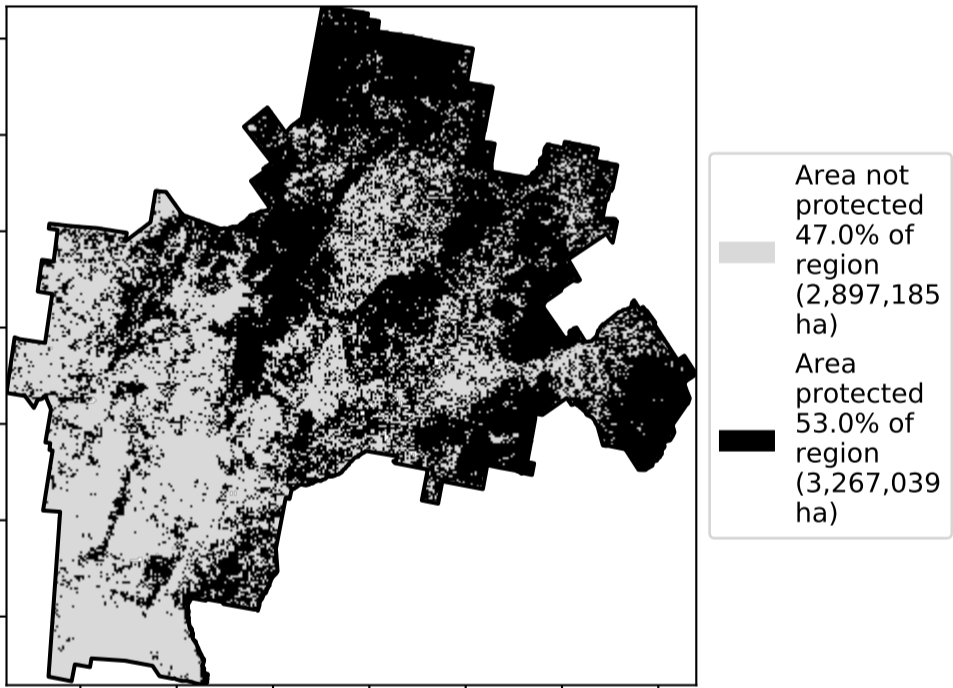 Area not
protected
47.0% of
region
(2,897,185
ha)
Area
protected
53.0% of
region
(3,267,039
ha)